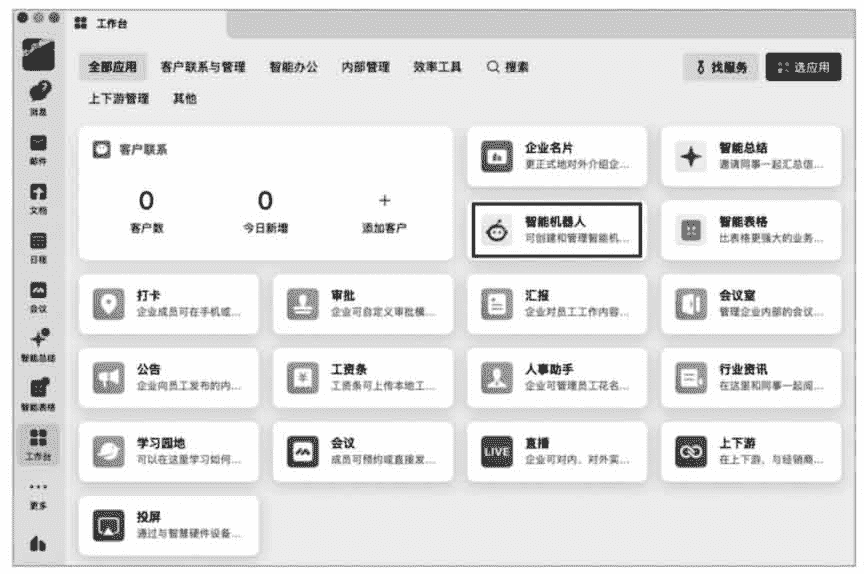 工作台
全部应用 客户联系与管理 智能办公 内部管理 效率工具 搜索 找服务 选应用
上下游管理 其他
消息
邮件
文档
日程
会议
智能总结
智能表格
工作台
更多
客户联系
0 0 +
客户数 今日新增 添加客户
企业名片
更正式地对外介绍企...
智能总结
邀请同事一起汇总信...
智能机器人
可创建和管理智能机...
智能表格
比表格更强大的业务...
打卡
企业成员可在手机或...
审批
企业可自定义审批模...
汇报
企业对员工工作内容...
会议室
管理企业内部的会议...
公告
企业向员工发布的内...
工资条
工资条可上传本地工...
人事助手
企业可管理员工花名...
行业资讯
在这里和同事一起阅...
学习园地
可以在这里学习如何...
会议
成员可预约或直接发...
LIVE
直播
企业可对内、对外实...
上下游
在上下游，与经销商...
投屏
通过与智慧硬件设备...